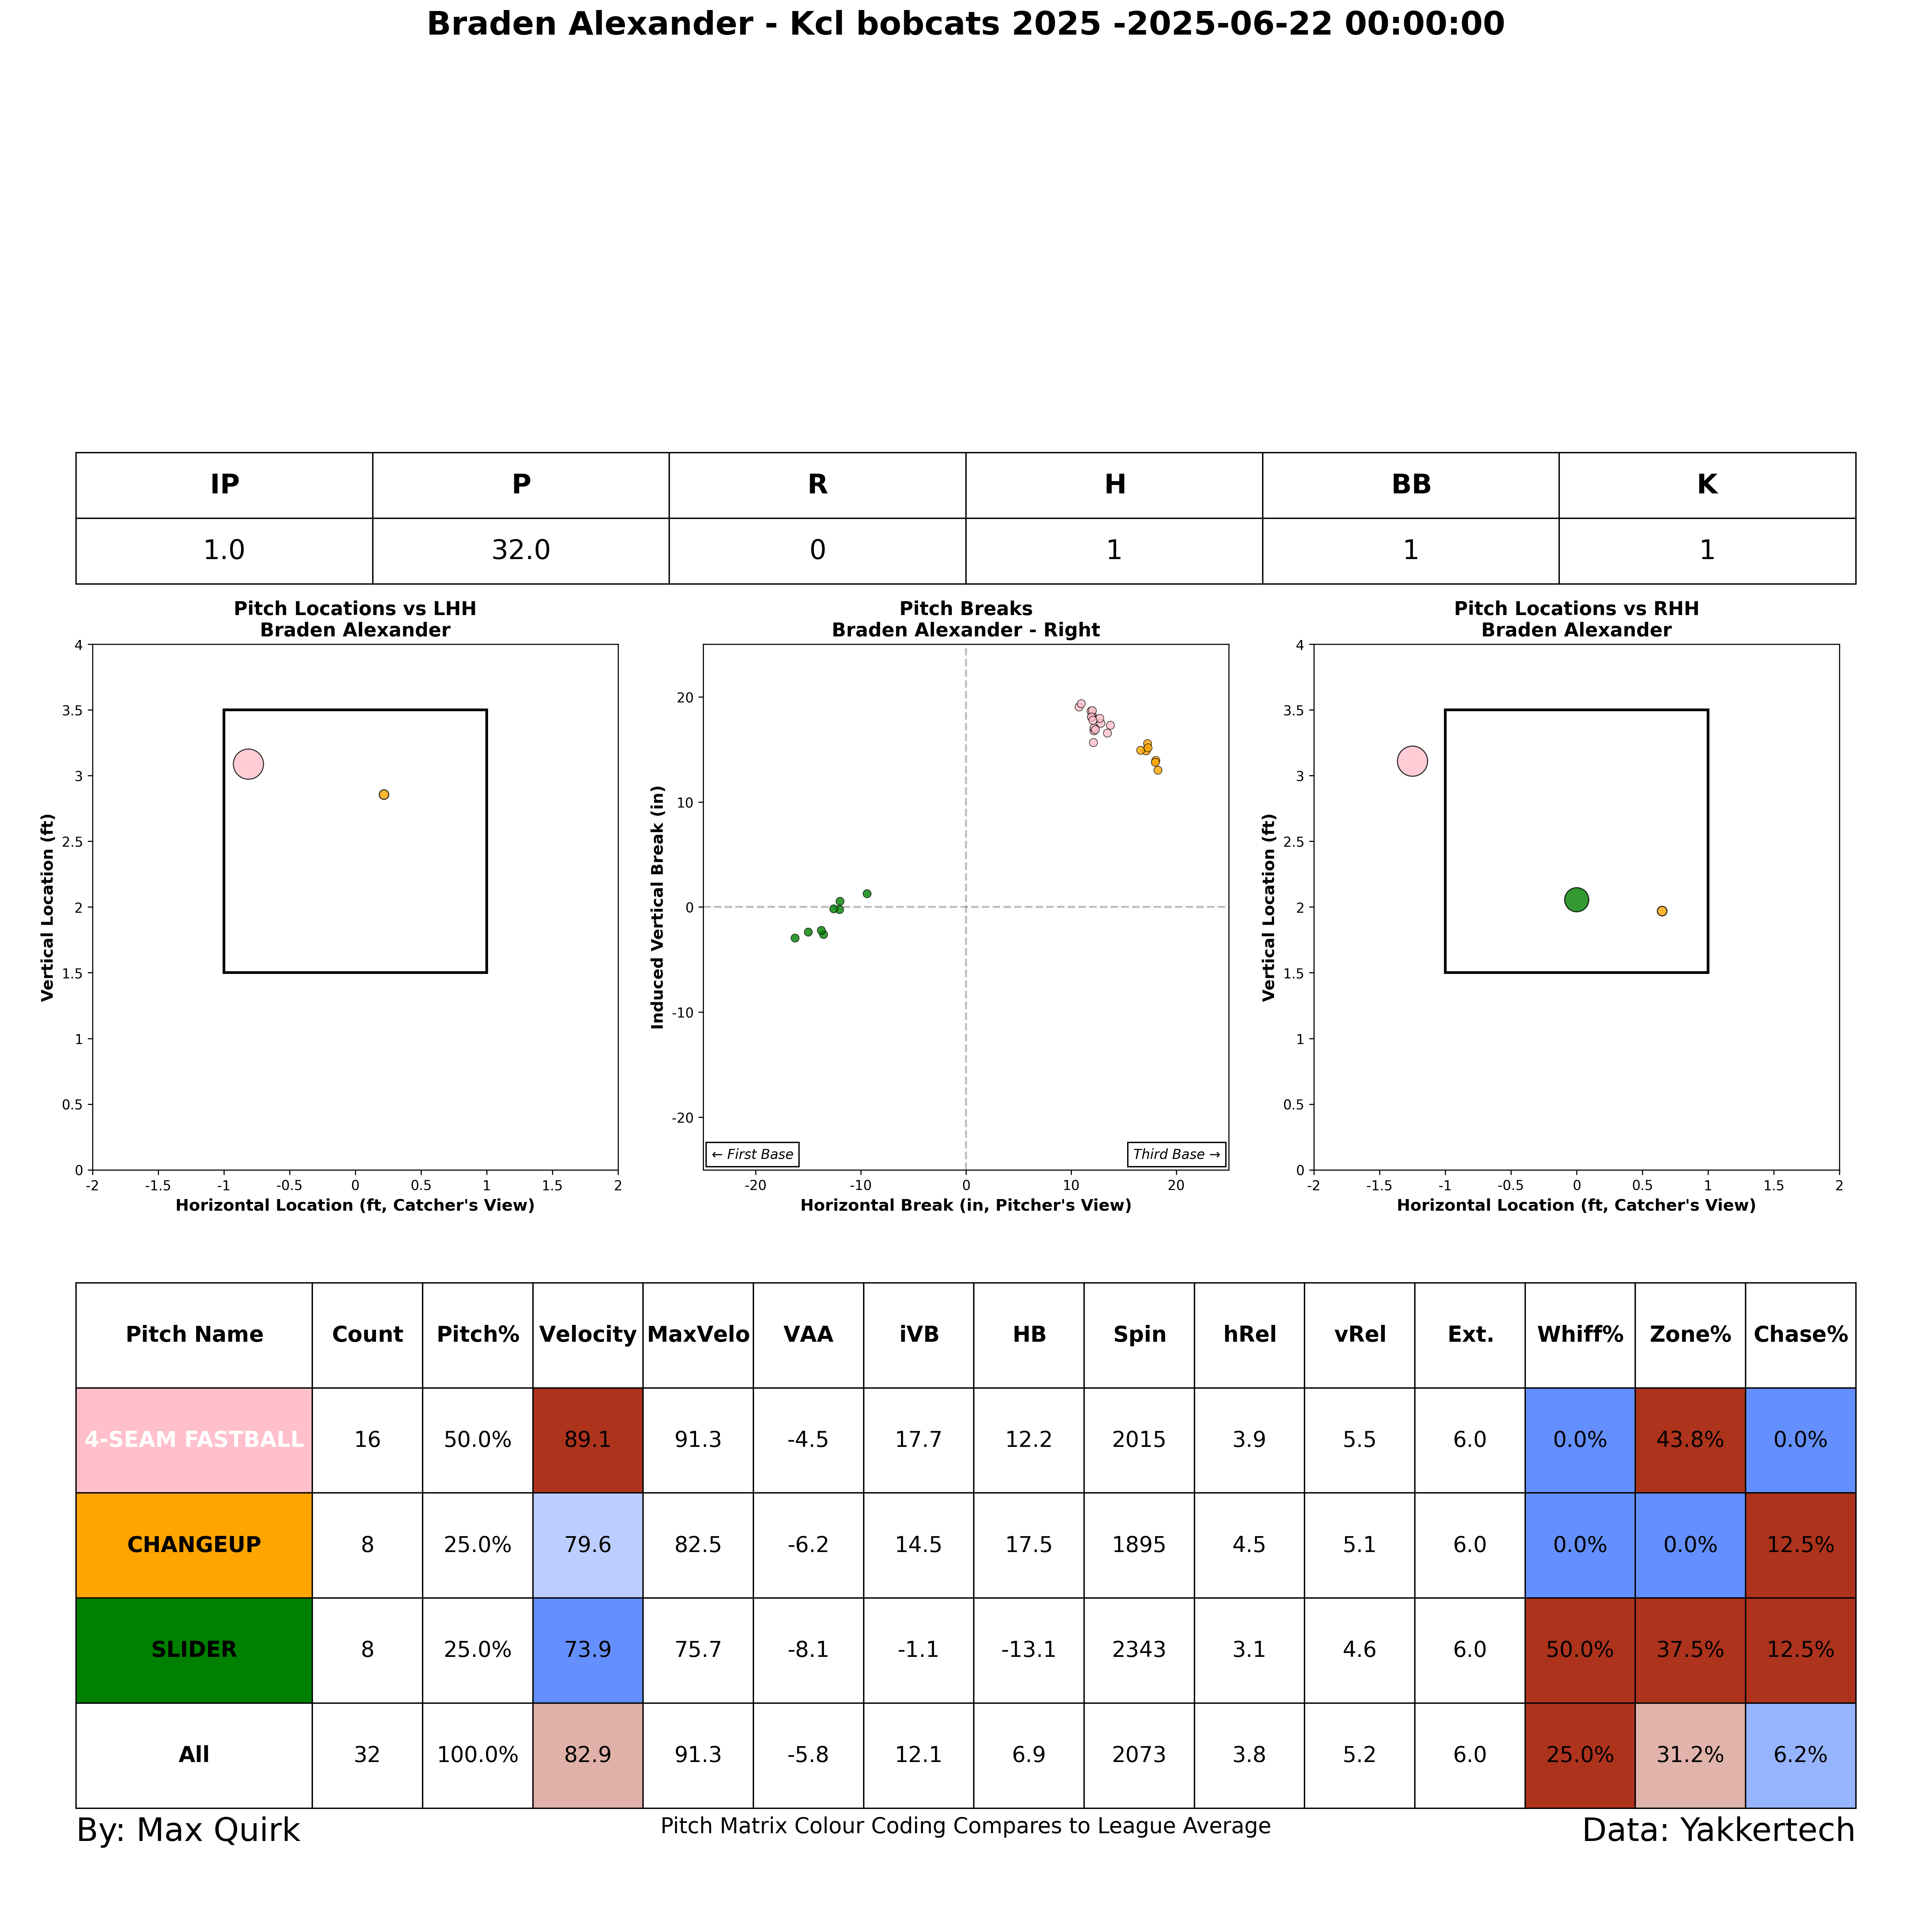 Braden Alexander - Kcl bobcats 2025 -2025-06-22 00:00:00
IP P R H BB K
1.0 32.0 0 1 1 1
Pitch Locations vs LHH
Braden Alexander
4
3.5
3
2.5
2
1.5
1
0.5
0
Vertical Location (ft)
-2 -1.5 -1 -0.5 0 0.5 1 1.5 2
Horizontal Location (ft, Catcher's View)
Pitch Breaks
Braden Alexander - Right
20
10
0
-10
-20
Induced Vertical Break (in)
← First Base
Third Base →
-20 -10 0 10 20
Horizontal Break (in, Pitcher's View)
Pitch Locations vs RHH
Braden Alexander
4
3.5
3
2.5
2
1.5
1
0.5
0
Vertical Location (ft)
-2 -1.5 -1 -0.5 0 0.5 1 1.5 2
Horizontal Location (ft, Catcher's View)
Pitch Name Count Pitch% Velocity MaxVelo VAA iVB HB Spin hRel vRel Ext. Whiff% Zone% Chase%
4-SEAM FASTBALL 16 50.0% 89.1 91.3 -4.5 17.7 12.2 2015 3.9 5.5 6.0 0.0% 43.8% 0.0%
CHANGEUP 8 25.0% 79.6 82.5 -6.2 14.5 17.5 1895 4.5 5.1 6.0 0.0% 0.0% 12.5%
SLIDER 8 25.0% 73.9 75.7 -8.1 -1.1 -13.1 2343 3.1 4.6 6.0 50.0% 37.5% 12.5%
All 32 100.0% 82.9 91.3 -5.8 12.1 6.9 2073 3.8 5.2 6.0 25.0% 31.2% 6.2%
By: Max Quirk
Pitch Matrix Colour Coding Compares to League Average
Data: Yakkertech